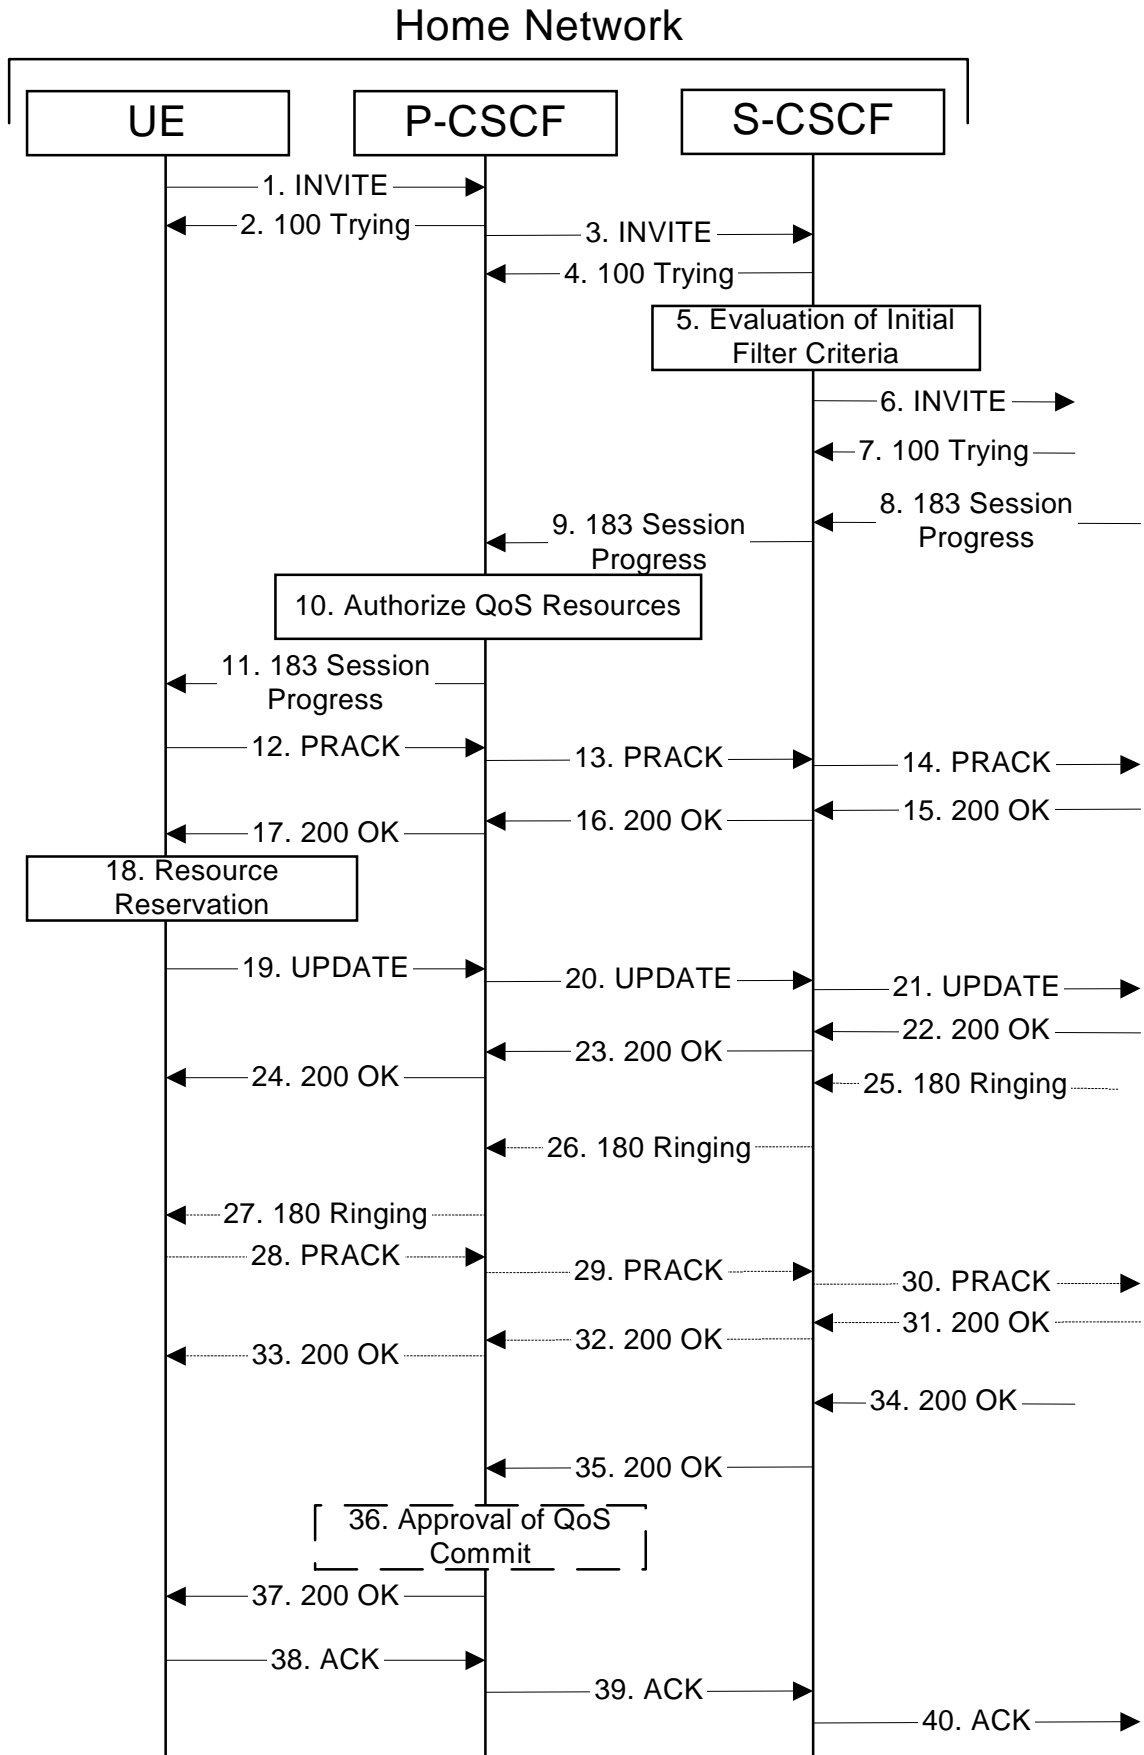 Home Network
UE
P-CSCF
S-CSCF
1. INVITE
2. 100 Trying
3. INVITE
4. 100 Trying
5. Evaluation of Initial
Filter Criteria
6. INVITE
7. 100 Trying
8. 183 Session
Progress
9. 183 Session
Progress
10. Authorize QoS Resources
11. 183 Session
Progress
12. PRACK
13. PRACK
14. PRACK
15. 200 OK
16. 200 OK
17. 200 OK
18. Resource
Reservation
19. UPDATE
20. UPDATE
21. UPDATE
22. 200 OK
23. 200 OK
24. 200 OK
25. 180 Ringing
26. 180 Ringing
27. 180 Ringing
28. PRACK
29. PRACK
30. PRACK
31. 200 OK
32. 200 OK
33. 200 OK
34. 200 OK
35. 200 OK
36. Approval of QoS
Commit
37. 200 OK
38. ACK
39. ACK
40. ACK